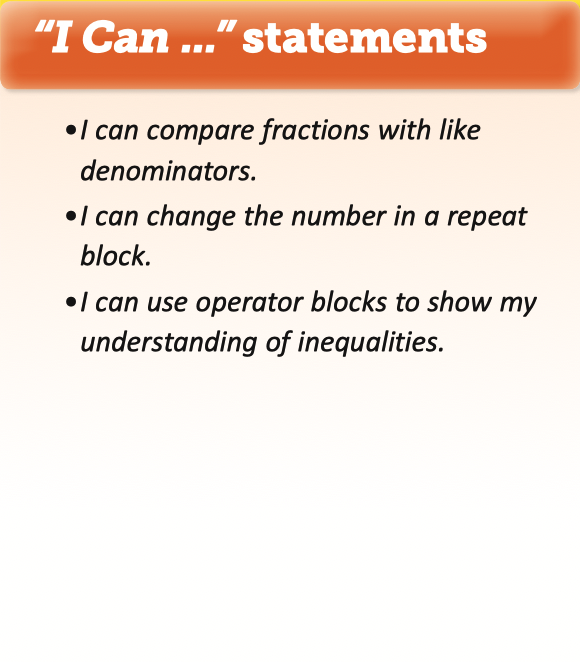 “I Can …” statements
•I can compare fractions with like
denominators.
•I can change the number in a repeat
block.
•I can use operator blocks to show my
understanding of inequalities.